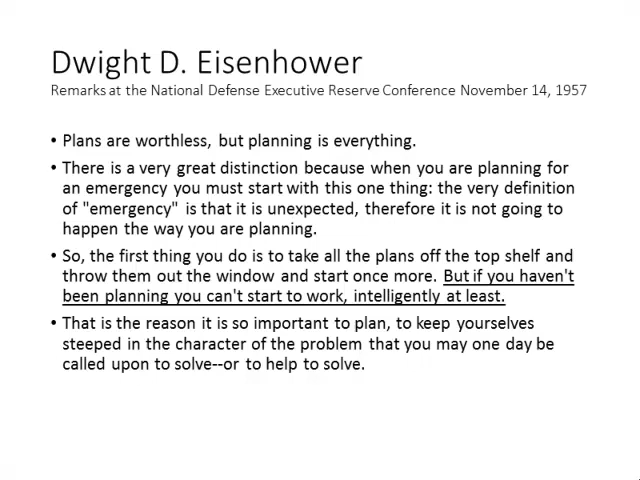 Dwight D. Eisenhower
Remarks at the National Defense Executive Reserve Conference November 14, 1957
• Plans are worthless, but planning is everything.
• There is a very great distinction because when you are planning for
an emergency you must start with this one thing: the very definition
of "emergency" is that it is unexpected, therefore it is not going to
happen the way you are planning.
• So, the first thing you do is to take all the plans off the top shelf and
throw them out the window and start once more. But if you haven't
been planning you can't start to work, intelligently at least.
• That is the reason it is so important to plan, to keep yourselves
steeped in the character of the problem that you may one day be
called upon to solve--or to help to solve.